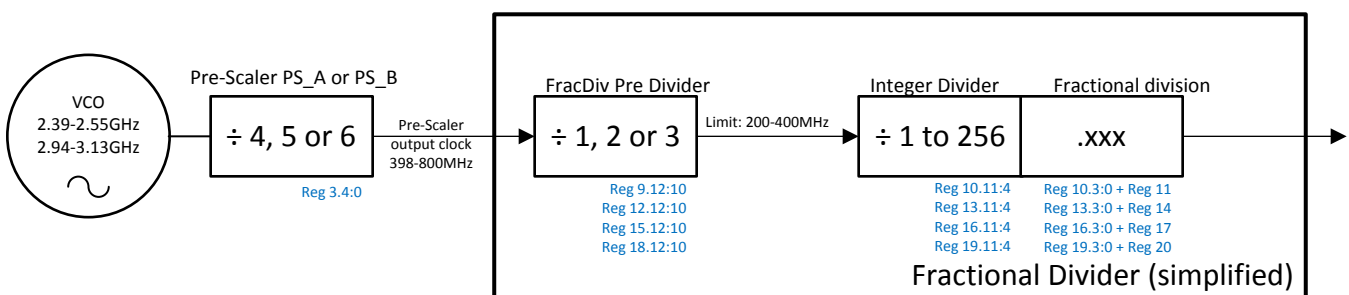 VCO
2.39-2.55GHz
2.94-3.13GHz
Pre-Scaler PS_A or PS_B
÷ 4, 5 or 6
Reg 3.4:0
Pre-Scaler
output clock
398-800MHz
FracDiv Pre Divider
÷ 1, 2 or 3
Reg 9.12:10
Reg 12.12:10
Reg 15.12:10
Reg 18.12:10
Limit: 200-400MHz
Integer Divider
÷ 1 to 256
Reg 10.11:4
Reg 13.11:4
Reg 16.11:4
Reg 19.11:4
Fractional division
.xxx
Reg 10.3:0 + Reg 11
Reg 13.3:0 + Reg 14
Reg 16.3:0 + Reg 17
Reg 19.3:0 + Reg 20
Fractional Divider (simplified)